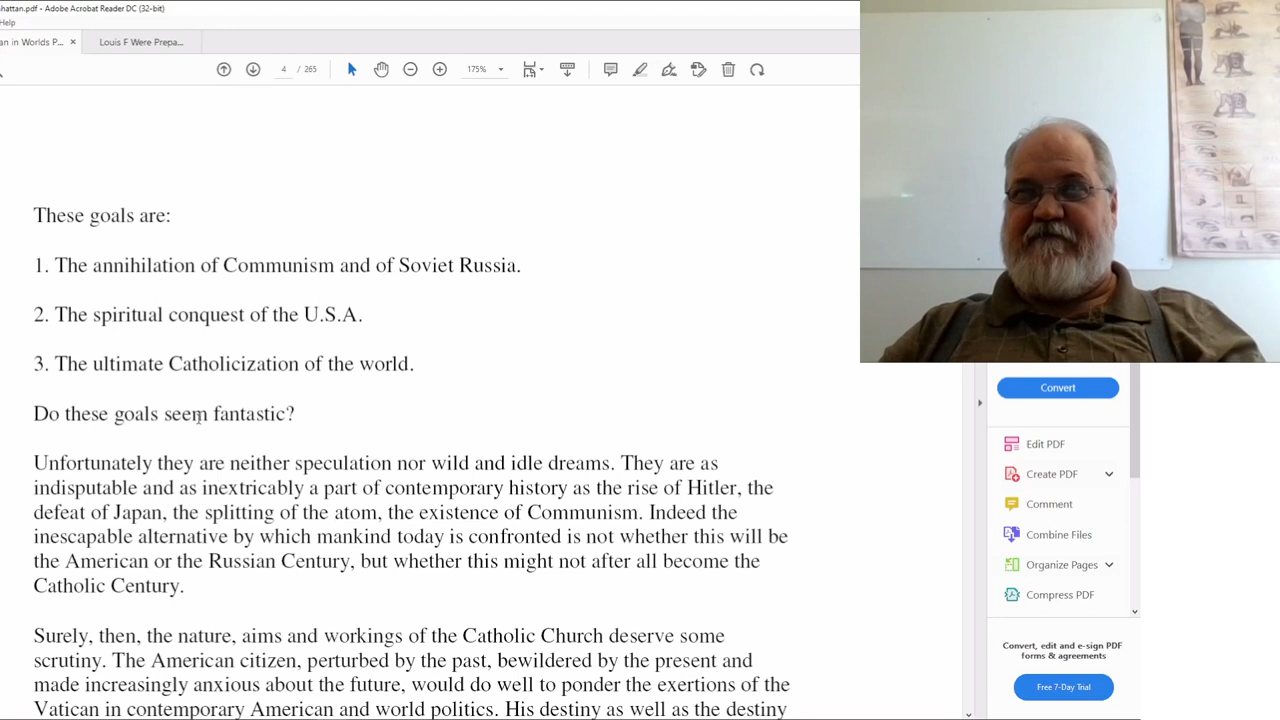 hattan.pdf - Adobe Acrobat Reader DC (32-bit)
Help
an in Worlds P... ×
Louis F Were Prepa...
4 / 265
175%
These goals are:
1. The annihilation of Communism and of Soviet Russia.
2. The spiritual conquest of the U.S.A.
3. The ultimate Catholicization of the world.
Do these goals seem fantastic?
Unfortunately they are neither speculation nor wild and idle dreams. They are as
indisputable and as inextricably a part of contemporary history as the rise of Hitler, the
defeat of Japan, the splitting of the atom, the existence of Communism. Indeed the
inescapable alternative by which mankind today is confronted is not whether this will be
the American or the Russian Century, but whether this might not after all become the
Catholic Century.
Surely, then, the nature, aims and workings of the Catholic Church deserve some
scrutiny. The American citizen, perturbed by the past, bewildered by the present and
made increasingly anxious about the future, would do well to ponder the exertions of the
Vatican in contemporary American and world politics. His destiny as well as the destiny
Convert
Edit PDF
Create PDF
Comment
Combine Files
Organize Pages
Compress PDF
Convert, edit and e-sign PDF
forms & agreements
Free 7-Day Trial